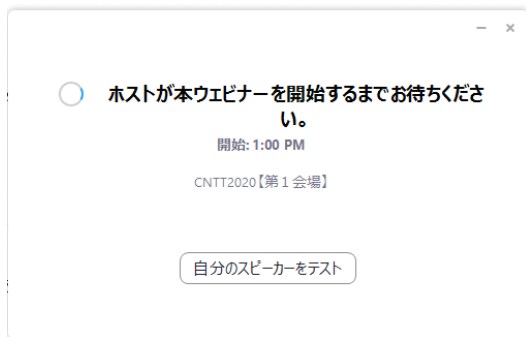 ホストが本ウェビナーを開始するまでお待ちくださ
い。
開始: 1:00 PM
CNTT2020【第１会場】
自分のスピーカーをテスト